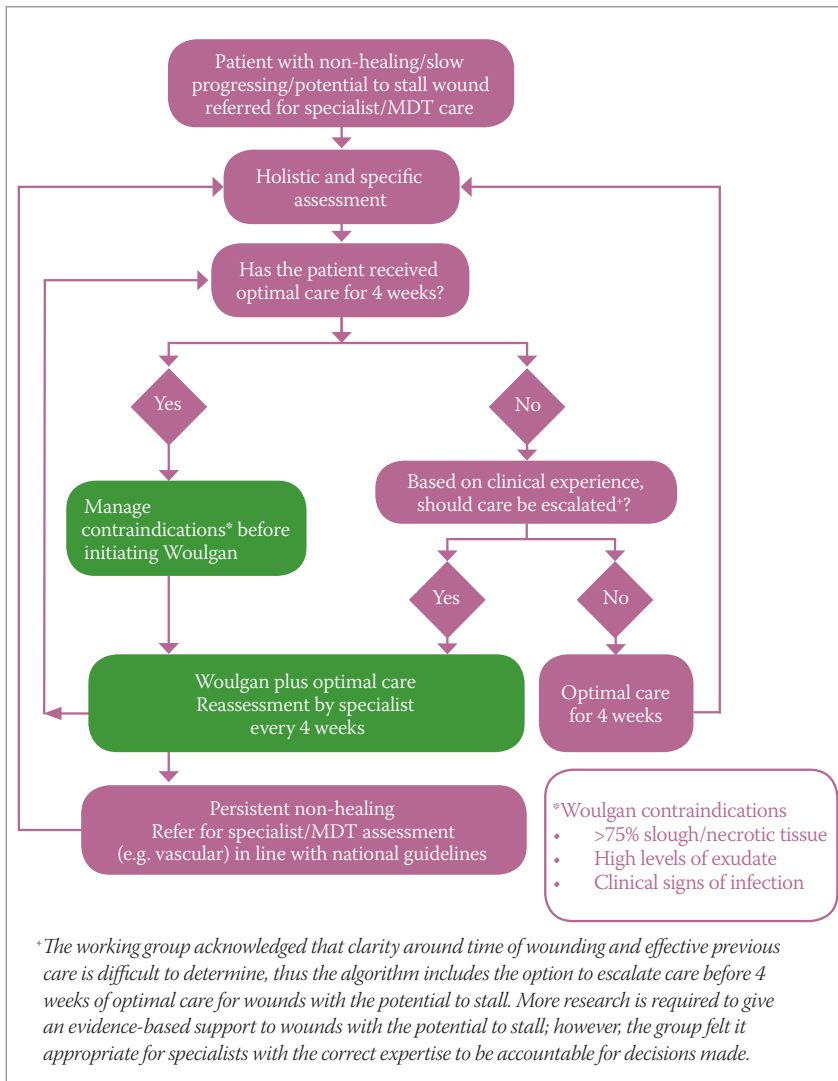 Patient with non-healing/slow
progressing/potential to stall wound
referred for specialist/MDT care
Holistic and specific
assessment
Has the patient received
optimal care for 4 weeks?
Yes
No
Manage
contraindications* before
initiating Woulgan
Based on clinical experience,
should care be escalated⁺?
Yes
No
Woulgan plus optimal care
Reassessment by specialist
every 4 weeks
Optimal care
for 4 weeks
Persistent non-healing
Refer for specialist/MDT assessment
(e.g. vascular) in line with national guidelines
*Woulgan contraindications
• >75% slough/necrotic tissue
• High levels of exudate
• Clinical signs of infection
⁺The working group acknowledged that clarity around time of wounding and effective previous
care is difficult to determine, thus the algorithm includes the option to escalate care before 4
weeks of optimal care for wounds with the potential to stall. More research is required to give
an evidence-based support to wounds with the potential to stall; however, the group felt it
appropriate for specialists with the correct expertise to be accountable for decisions made.